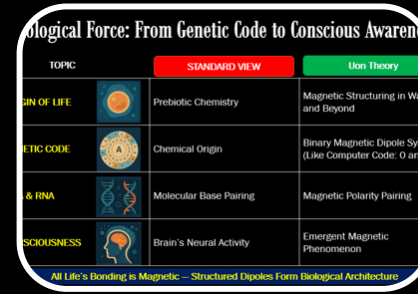 ological Force: From Genetic Code to Conscious Awaren
TOPIC STANDARD VIEW Uon Theory
GIN OF LIFE Prebiotic Chemistry Magnetic Structuring in Wa
and Beyond
ETIC CODE A Chemical Origin Binary Magnetic Dipole Sy
(Like Computer Code: 0 an
& RNA Molecular Base Pairing Magnetic Polarity Pairing
SCIOUSNESS Brain's Neural Activity Emergent Magnetic
Phenomenon
All Life's Bonding is Magnetic — Structured Dipoles Form Biological Architecture